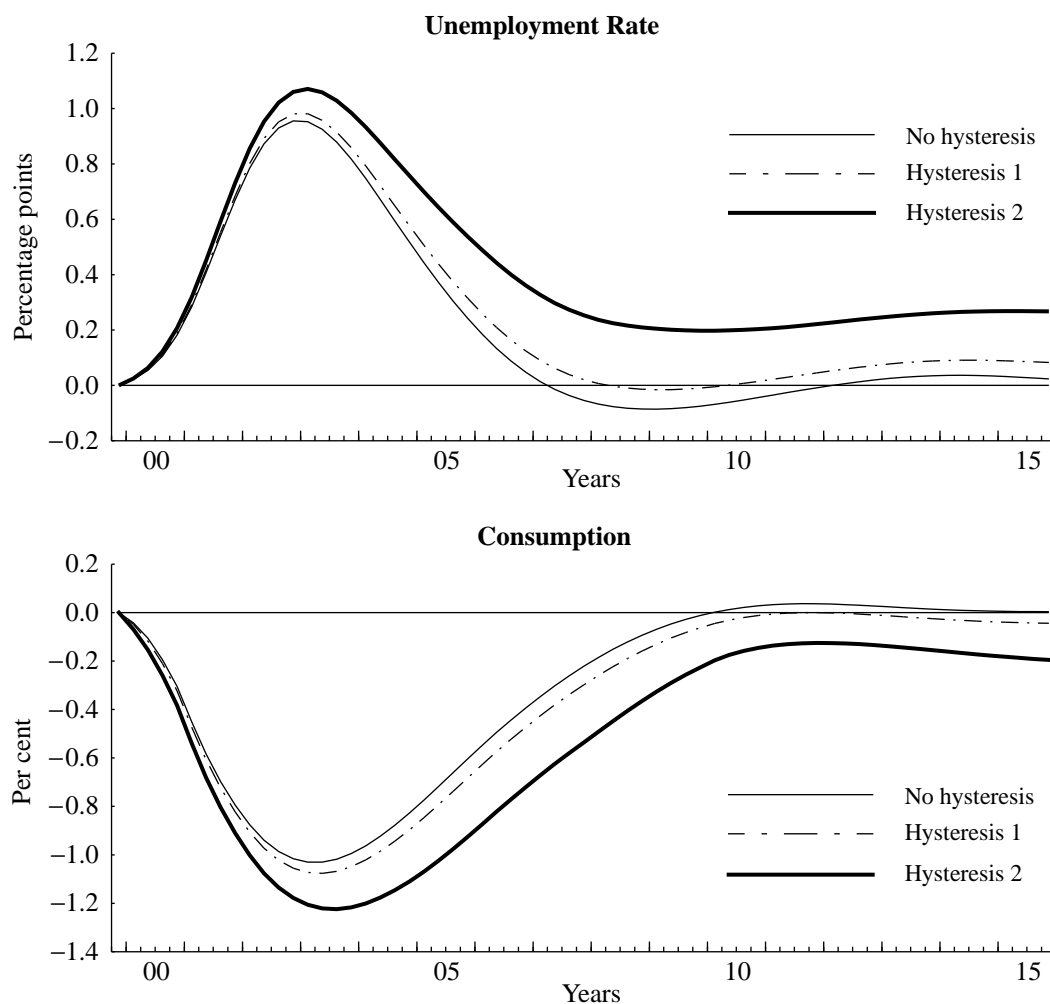 Unemployment Rate
1.2
1.0
0.8
0.6
0.4
0.2
0.0
−0.2
Percentage points
No hysteresis
Hysteresis 1
Hysteresis 2
00 05 10 15
Years
Consumption
0.2
0.0
−0.2
−0.4
−0.6
−0.8
−1.0
−1.2
−1.4
Per cent
No hysteresis
Hysteresis 1
Hysteresis 2
00 05 10 15
Years